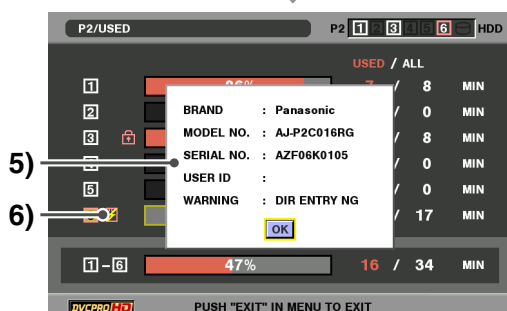 P2/USED P2 1 2 3 4 5 6 HDD
USED / ALL
1 86% 7 / 8 MIN
2 / 0 MIN
3 / 8 MIN
/ 0 MIN
5 / 0 MIN
/ 17 MIN
BRAND : Panasonic
MODEL NO. : AJ-P2C016RG
SERIAL NO. : AZF06K0105
USER ID :
WARNING : DIR ENTRY NG
OK
5)
6)
1-6 47% 16 / 34 MIN
DVCPRO HD PUSH "EXIT" IN MENU TO EXIT